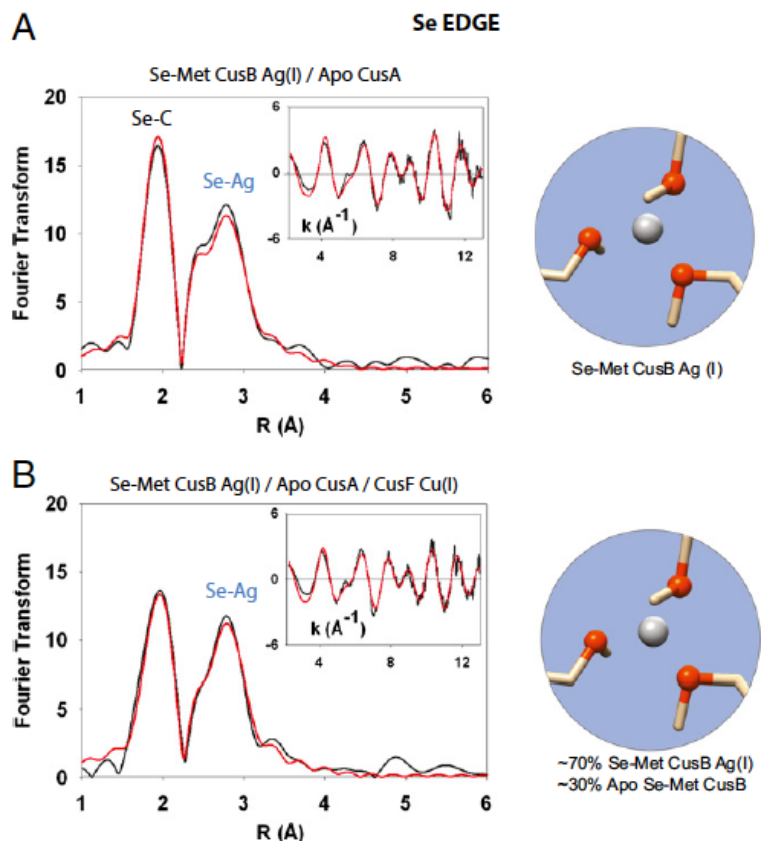 A
Se EDGE
Se-Met CusB Ag(I) / Apo CusA
20
15
10
5
0
Fourier Transform
Se-C
Se-Ag
6
0
-6
k (Å⁻¹)
4
8
12
1
2
3
4
5
6
R (Å)
Se-Met CusB Ag (I)
B
Se-Met CusB Ag(I) / Apo CusA / CusF Cu(I)
20
15
10
5
0
Fourier Transform
Se-Ag
6
0
-6
k (Å⁻¹)
4
8
12
1
2
3
4
5
6
R (Å)
~70% Se-Met CusB Ag(I)
~30% Apo Se-Met CusB